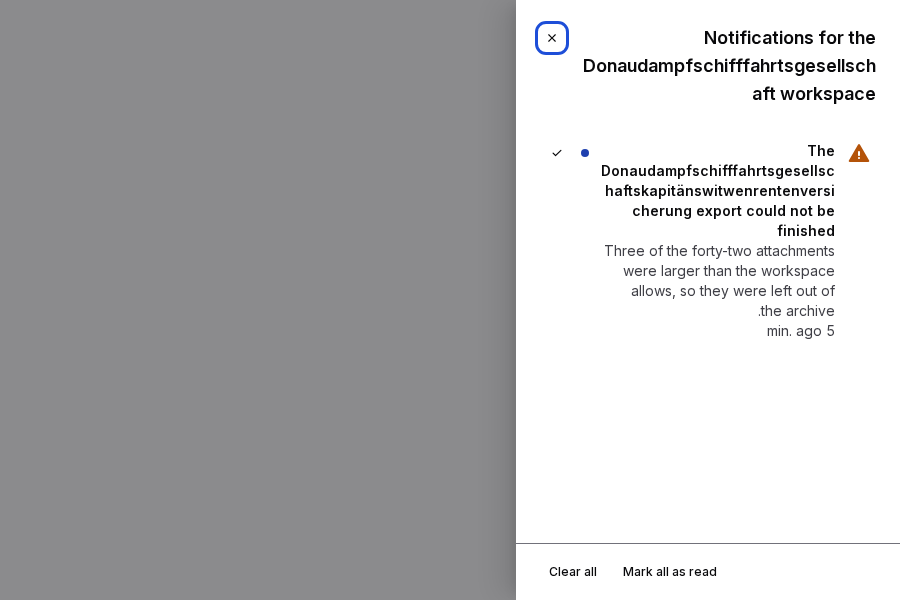 Notifications for the
Donaudampfschifffahrtsgesellsch
aft workspace
The
Donaudampfschifffahrtsgesellsc
haftskapitänswitwenrentenversi
cherung export could not be
finished
Three of the forty-two attachments
were larger than the workspace
allows, so they were left out of
.the archive
min. ago 5
Clear all
Mark all as read